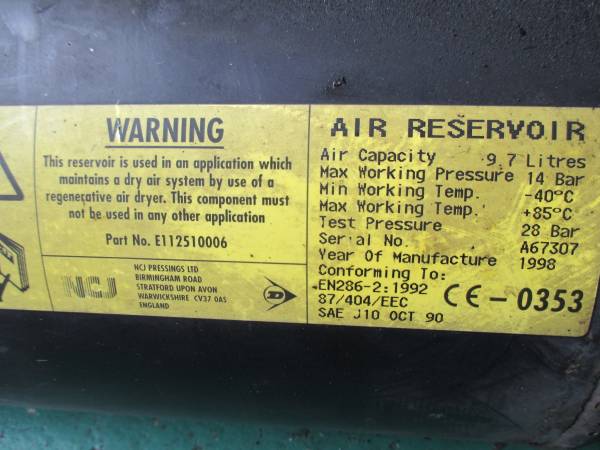 WARNING
This reservoir is used in an application which
maintains a dry air system by use of a
regenerative air dryer. This component must
not be used in any other application
Part No. E112510006
NCJ
NCJ PRESSINGS LTD
BIRMINGHAM ROAD
STRATFORD UPON AVON
WARWICKSHIRE CV37 0AS
ENGLAND
D
AIR RESERVOIR
Air Capacity 9.7 Litres
Max Working Pressure 14 Bar
Min Working Temp. -40°C
Max Working Temp. +85°C
Test Pressure 28 Bar
Serial No. A67307
Year Of Manufacture 1998
Conforming To:
EN286-2:1992
87/404/EEC
SAE J10 OCT 90
CE-0353